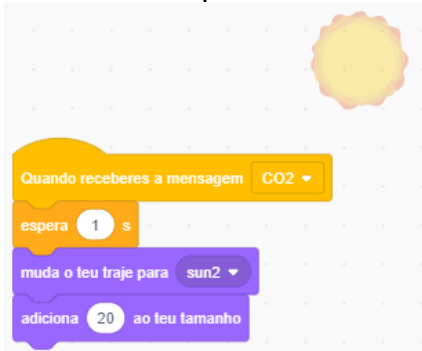 Quando receberes a mensagem CO2
espera 1 s
muda o teu traje para sun2
adiciona 20 ao teu tamanho